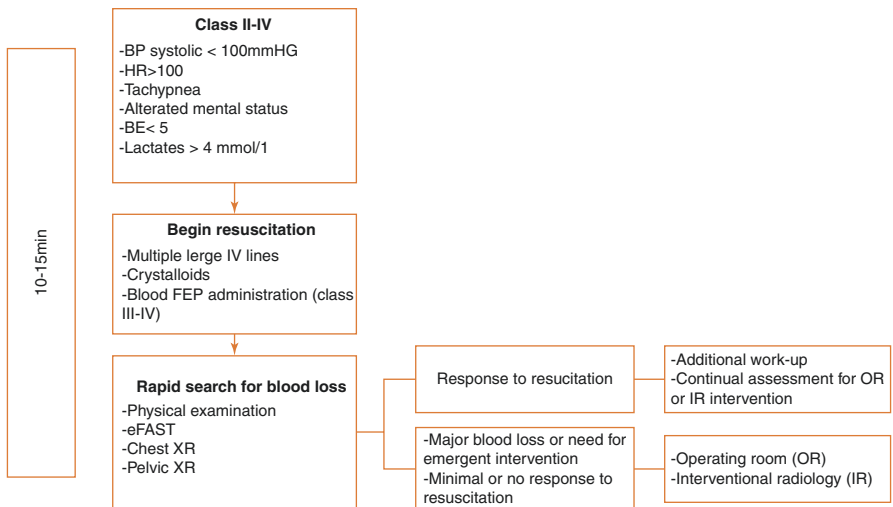 Class II-IV
-BP systolic < 100mmHG
-HR>100
-Tachypnea
-Alterated mental status
-BE< 5
-Lactates > 4 mmol/1
10-15min
Begin resuscitation
-Multiple lerge IV lines
-Crystalloids
-Blood FEP administration (class
III-IV)
Rapid search for blood loss
-Physical examination
-eFAST
-Chest XR
-Pelvic XR
Response to resucitation
-Additional work-up
-Continual assessment for OR
or IR intervention
-Major blood loss or need for
emergent intervention
-Minimal or no response to
resuscitation
-Operating room (OR)
-Interventional radiology (IR)